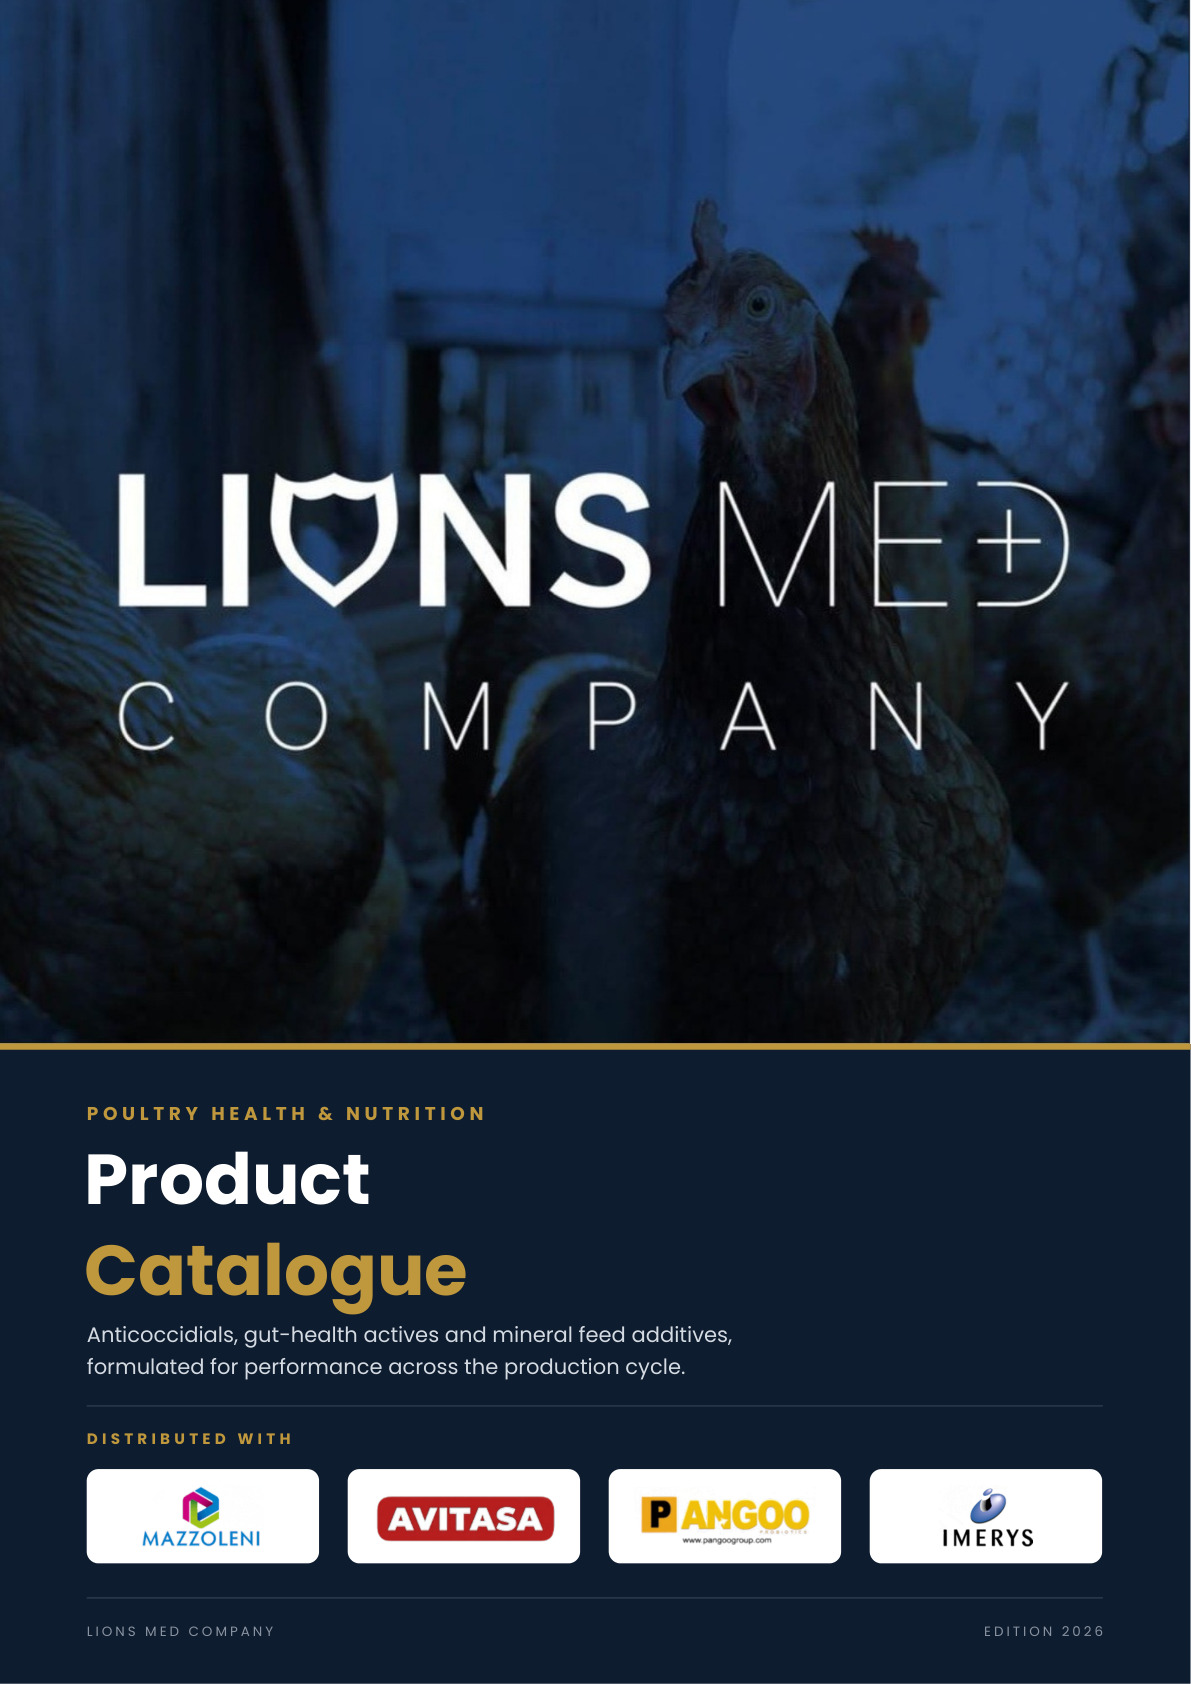 LIONS MED
COMPANY
POULTRY HEALTH & NUTRITION
Product
Catalogue
Anticoccidials, gut-health actives and mineral feed additives,
formulated for performance across the production cycle.
DISTRIBUTED WITH
MAZZOLENI
AVITASA
PANGOO
PROBIOTICS
www.pangoogroup.com
IMERYS
LIONS MED COMPANY
EDITION 2026